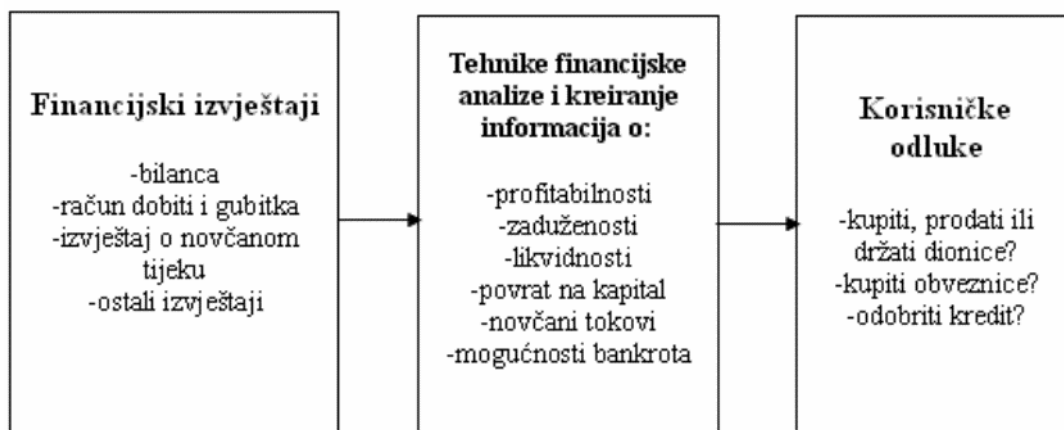 Financijski izvještaji
-bilanca
-račun dobiti i gubitka
-izvještaj o novčanom
tijeku
-ostali izvještaji
Tehnike financijske
analize i kreiranje
informacija o:
-profitabilnosti
-zaduženosti
-likvidnosti
-povrat na kapital
-novčani tokovi
-mogućnosti bankrota
Korisničke
odluke
-kupiti, prodati ili
držati dionice?
-kupiti obveznice?
-odobriti kredit?